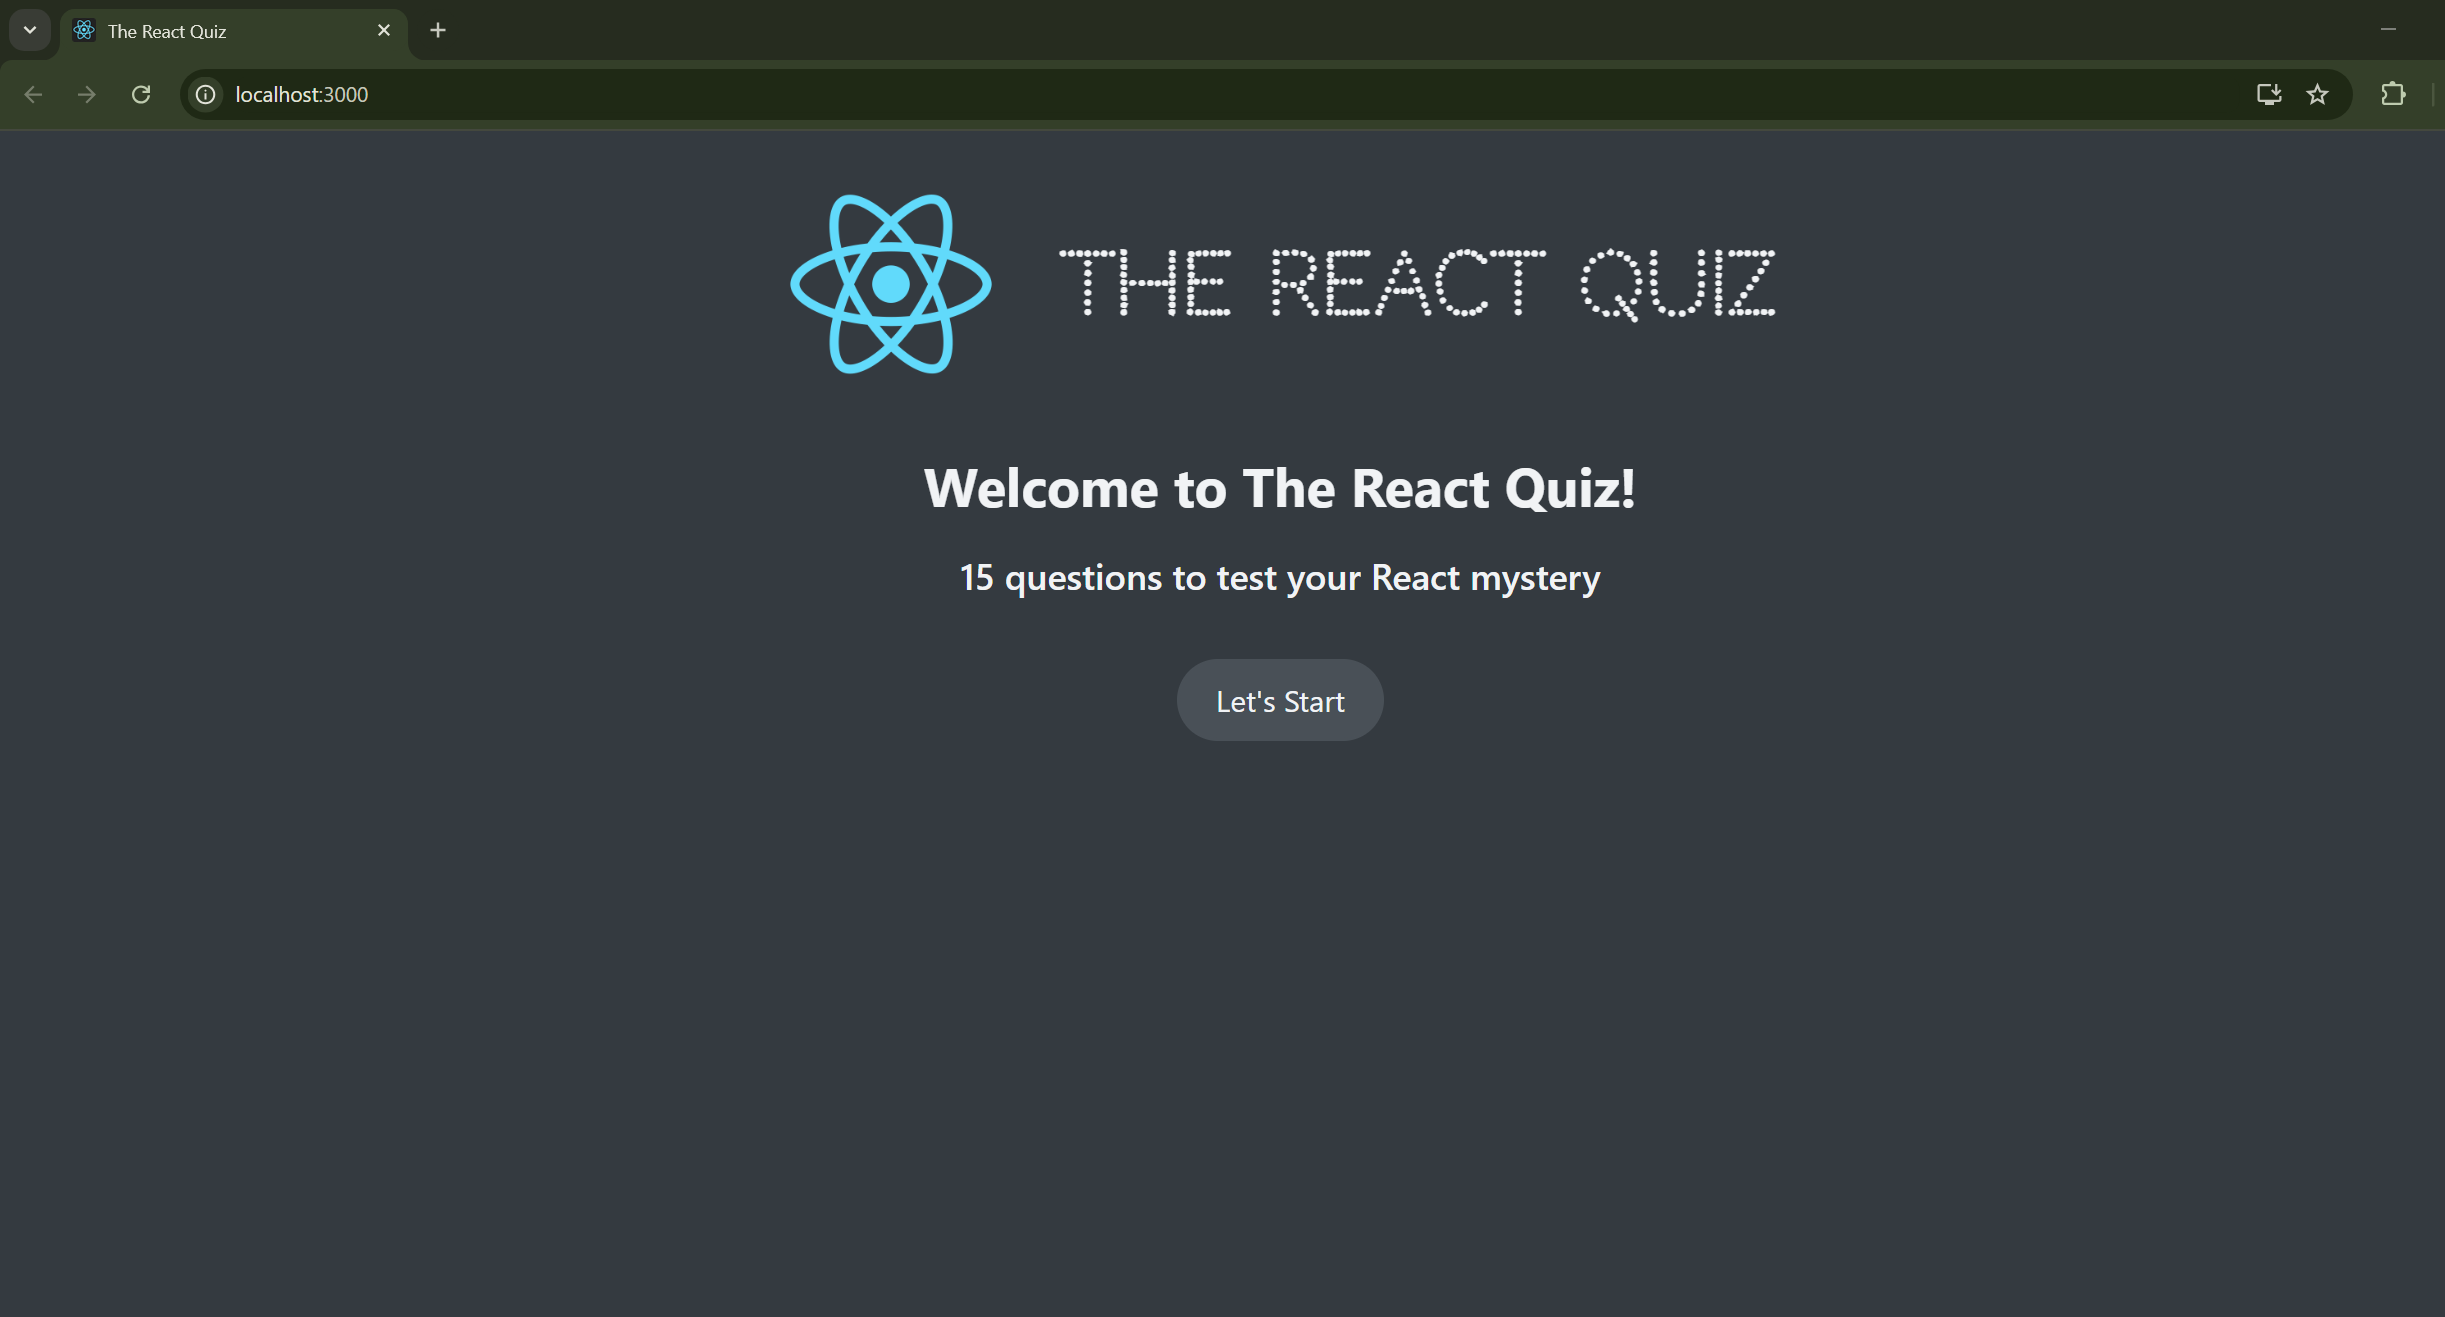 The React Quiz
localhost:3000
THE REACT QUIZ
Welcome to The React Quiz!
15 questions to test your React mystery
Let's Start